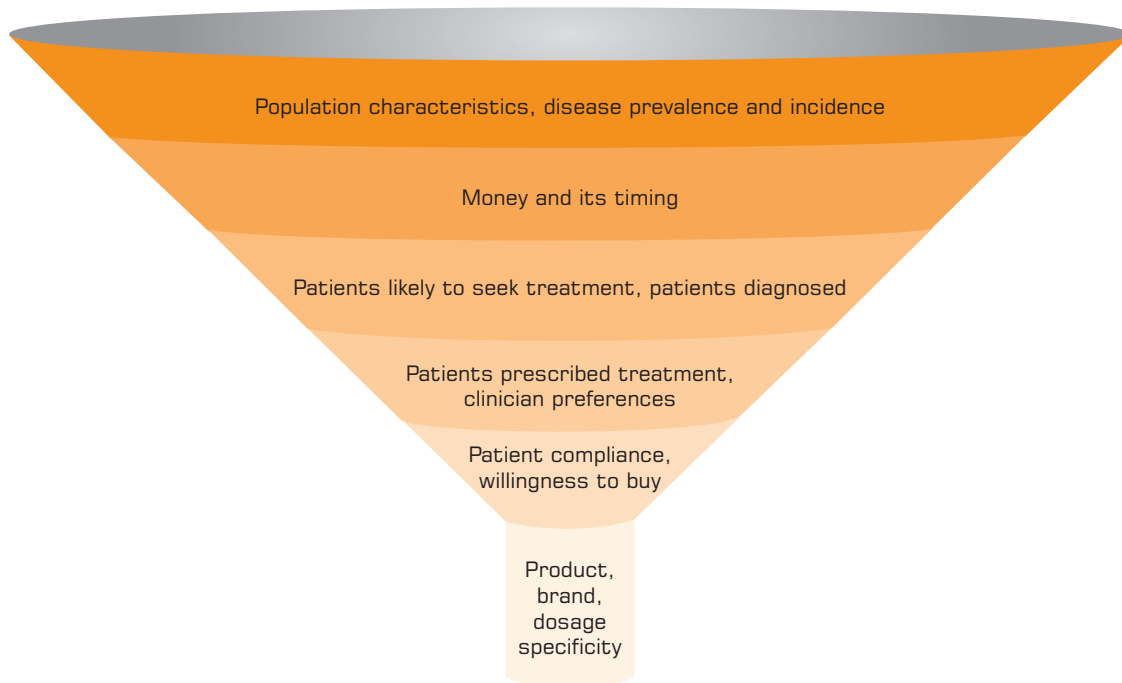 Population characteristics, disease prevalence and incidence
Money and its timing
Patients likely to seek treatment, patients diagnosed
Patients prescribed treatment,
clinician preferences
Patient compliance,
willingness to buy
Product,
brand,
dosage
specificity